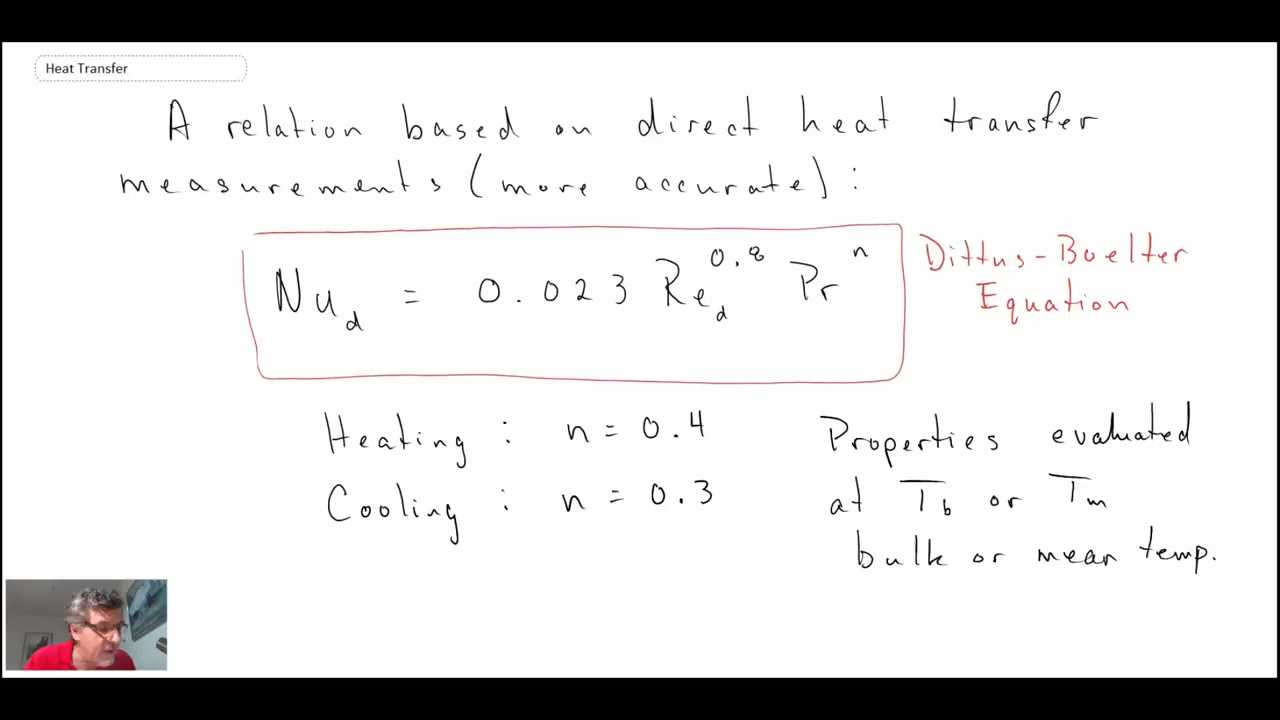 Heat Transfer
A relation based on direct heat transfer
measurements (more accurate):
Nu_d = 0.023 Re_d^0.8 Pr^n
Dittus-Boelter
Equation
Heating : n = 0.4
Cooling : n = 0.3
Properties evaluated
at T_b or T_m
bulk or mean temp.